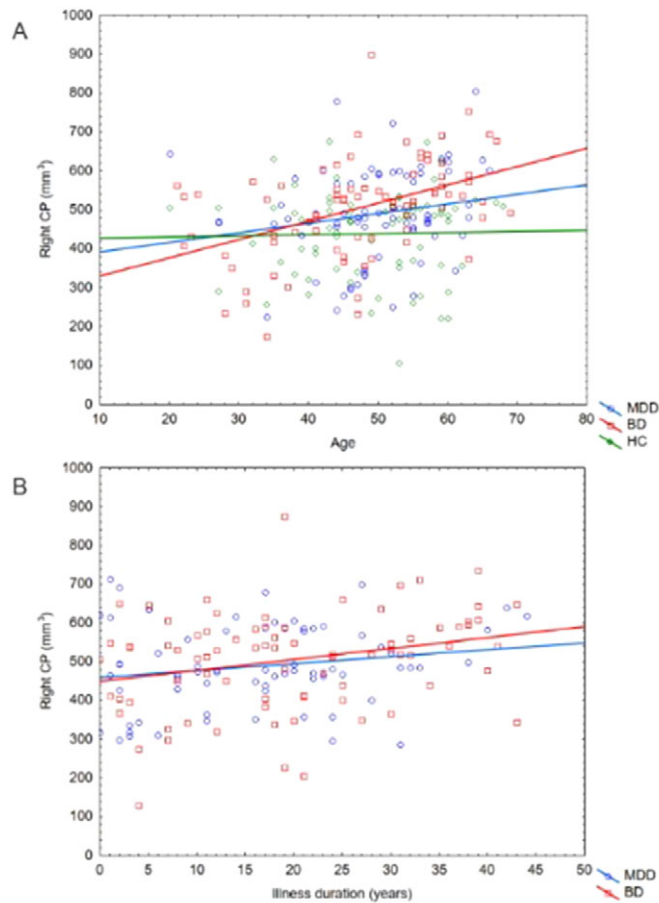 A
1000
900
800
700
600
500
400
300
200
100
0
Right CP (mm³)
10 20 30 40 50 60 70 80
Age
MDD
BD
HC
B
1000
900
800
700
600
500
400
300
200
100
0
Right CP (mm³)
0 5 10 15 20 25 30 35 40 45 50
Illness duration (years)
MDD
BD